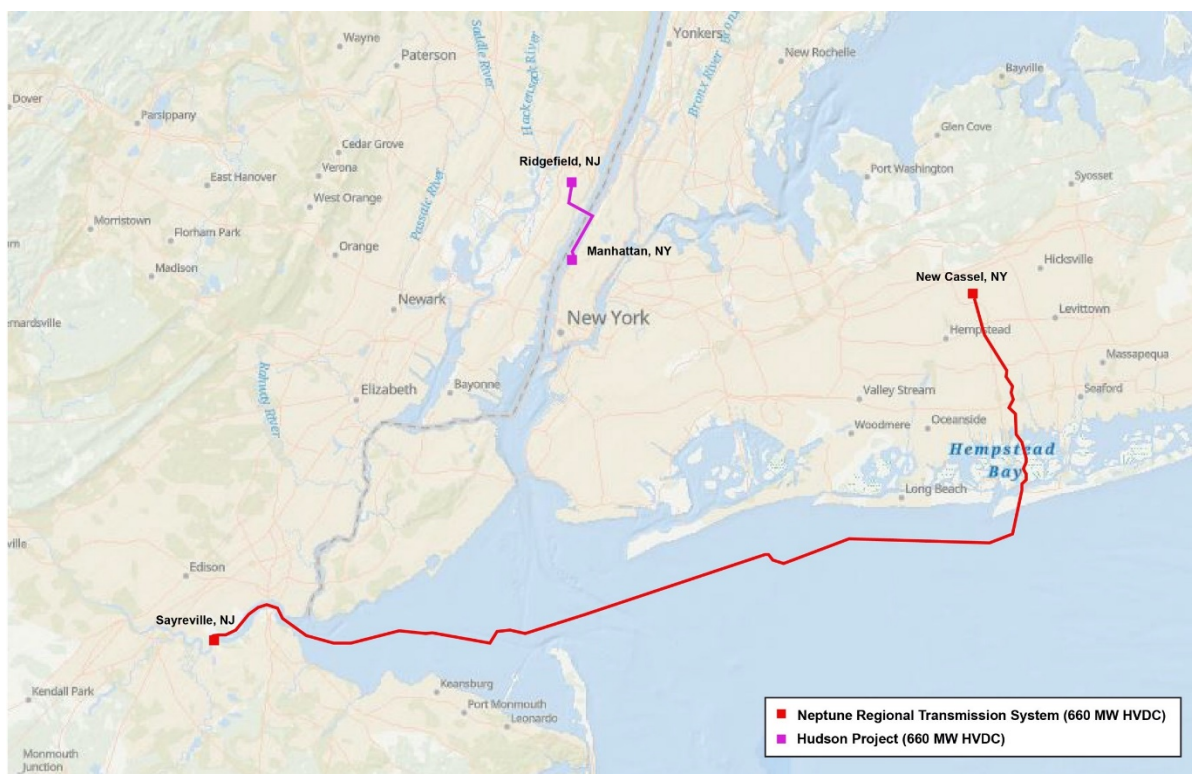 Yonkers
Bronx River
Bronx
New Rochelle
Wayne
Paterson
Saddle River
Hackensack River
Bayville
Dover
Parsippany
Glen Cove
Cedar Grove
Ridgefield, NJ
Port Washington
Verona
East Hanover
Syosset
West Orange
Passaic River
Morristown
Florham Park
Orange
Manhattan, NY
Madison
Hicksville
New Cassel, NY
Newark
New York
Levittown
Hempstead
Massapequa
Rahway River
Elizabeth
Bayonne
Valley Stream
Seaford
Oceanside
Woodmere
Hempstead
Bay
Long Beach
ville
Edison
Sayreville, NJ
Kendall Park
Keansburg
Port Monmouth
Leonardo
Neptune Regional Transmission System (660 MW HVDC)
Hudson Project (660 MW HVDC)
Monmouth
Junction